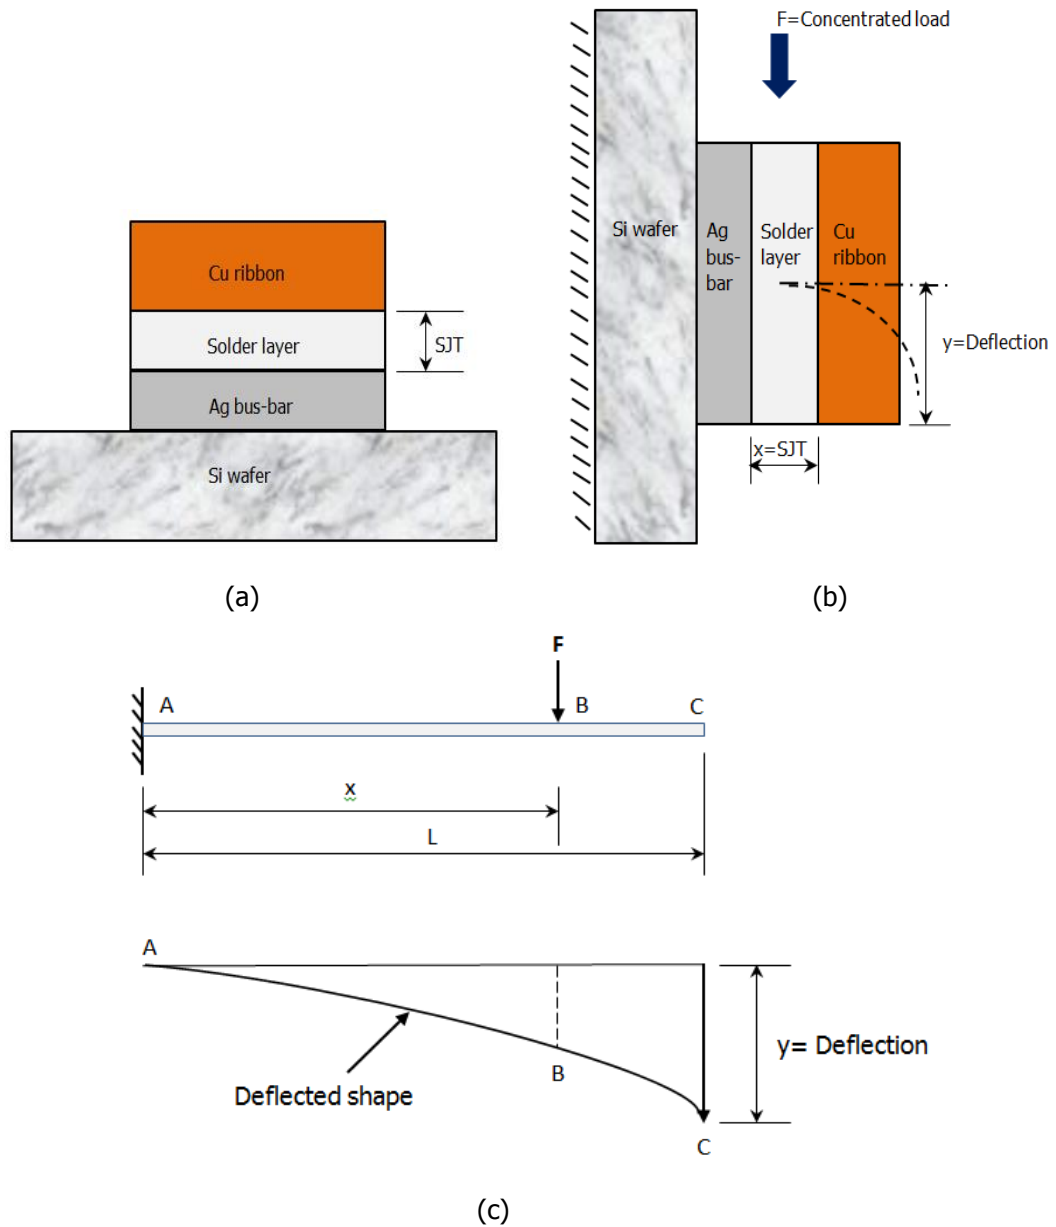 Cu ribbon
Solder layer
SJT
Ag bus-bar
Si wafer
(a)
F=Concentrated load
Si wafer
Ag
bus-
bar
Solder
layer
Cu
ribbon
y=Deflection
x=SJT
(b)
F
A
B
C
x
L
A
B
C
Deflected shape
y= Deflection
(c)